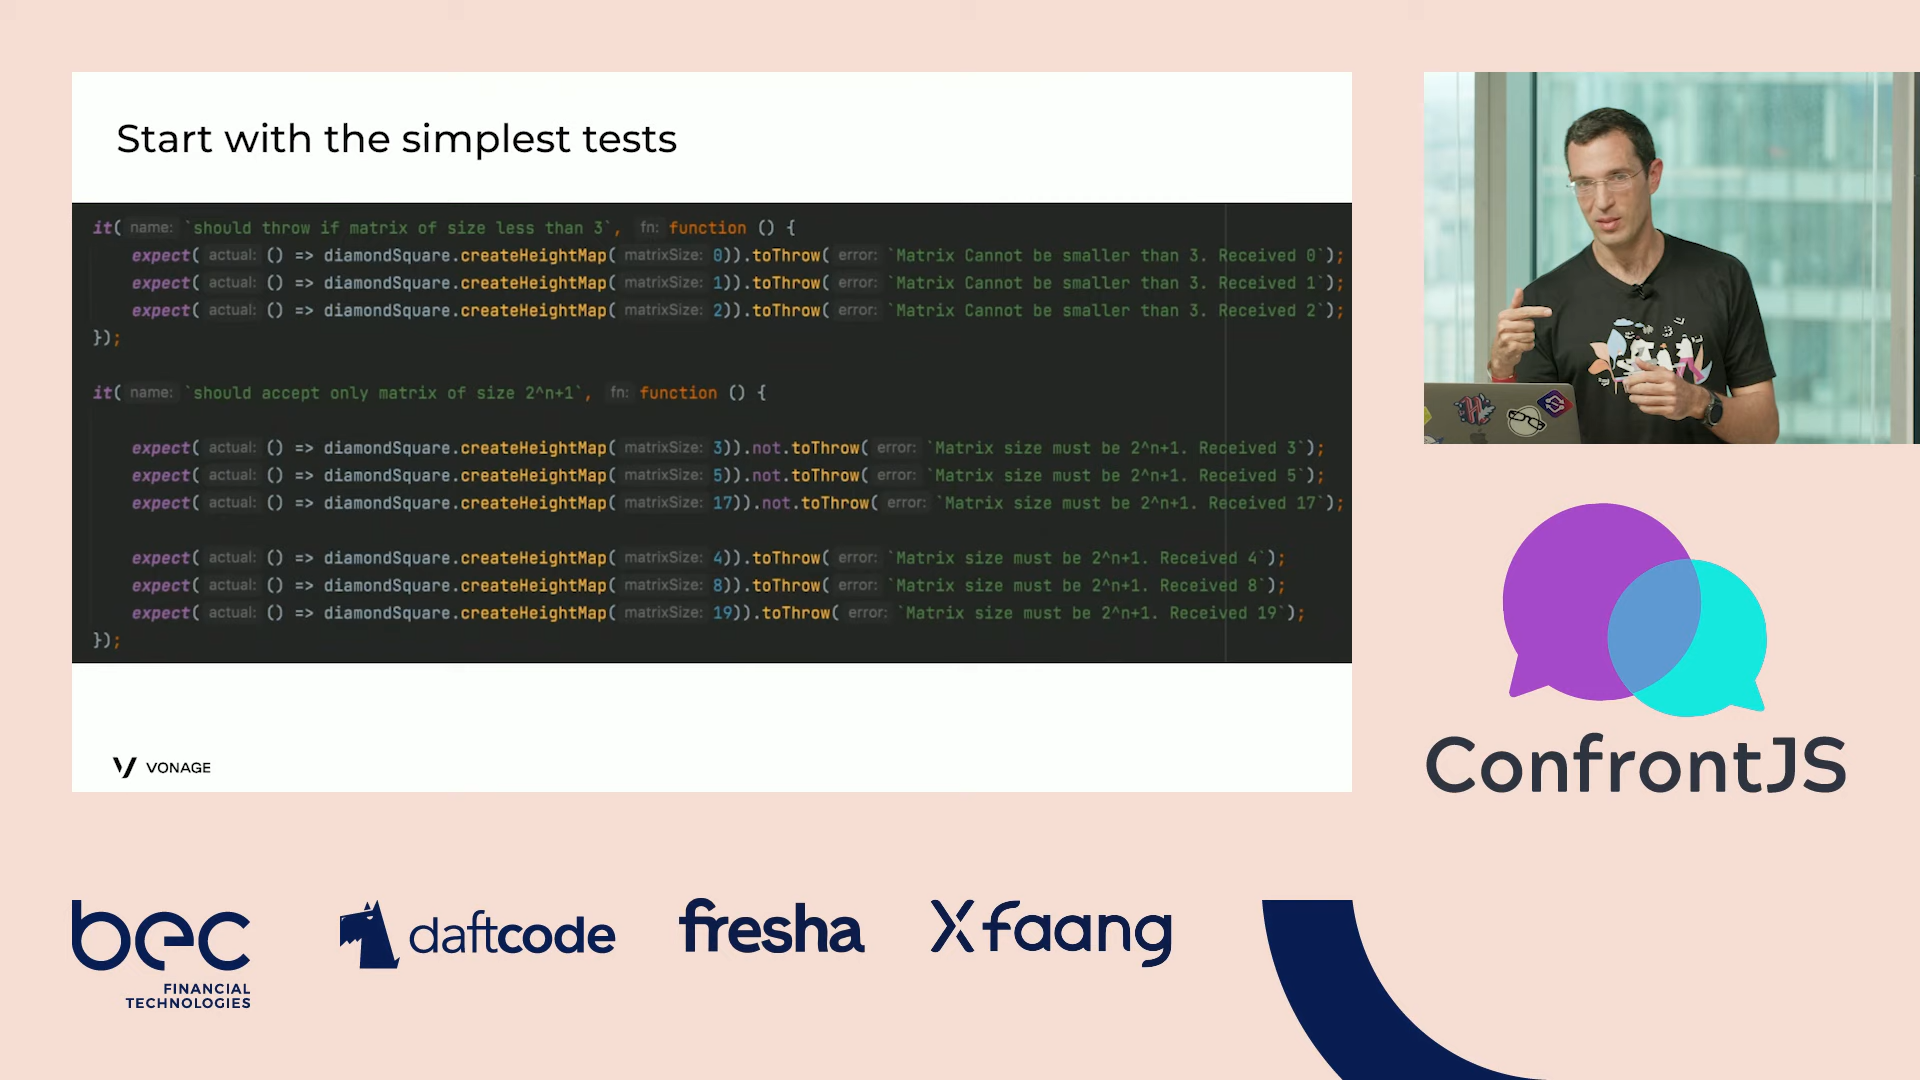 Start with the simplest tests
it( name: `should throw if matrix of size less than 3`, fn: function () {
expect( actual: () => diamondSquare.createHeightMap( matrixSize: 0)).toThrow( error: `Matrix Cannot be smaller than 3. Received 0`);
expect( actual: () => diamondSquare.createHeightMap( matrixSize: 1)).toThrow( error: `Matrix Cannot be smaller than 3. Received 1`);
expect( actual: () => diamondSquare.createHeightMap( matrixSize: 2)).toThrow( error: `Matrix Cannot be smaller than 3. Received 2`);
});
it( name: `should accept only matrix of size 2^n+1`, fn: function () {
expect( actual: () => diamondSquare.createHeightMap( matrixSize: 3)).not.toThrow( error: `Matrix size must be 2^n+1. Received 3`);
expect( actual: () => diamondSquare.createHeightMap( matrixSize: 5)).not.toThrow( error: `Matrix size must be 2^n+1. Received 5`);
expect( actual: () => diamondSquare.createHeightMap( matrixSize: 17)).not.toThrow( error: `Matrix size must be 2^n+1. Received 17`);
expect( actual: () => diamondSquare.createHeightMap( matrixSize: 4)).toThrow( error: `Matrix size must be 2^n+1. Received 4`);
expect( actual: () => diamondSquare.createHeightMap( matrixSize: 8)).toThrow( error: `Matrix size must be 2^n+1. Received 8`);
expect( actual: () => diamondSquare.createHeightMap( matrixSize: 19)).toThrow( error: `Matrix size must be 2^n+1. Received 19`);
});
VONAGE
ConfrontJS
bec
FINANCIAL
TECHNOLOGIES
daftcode
fresha
Xfaang